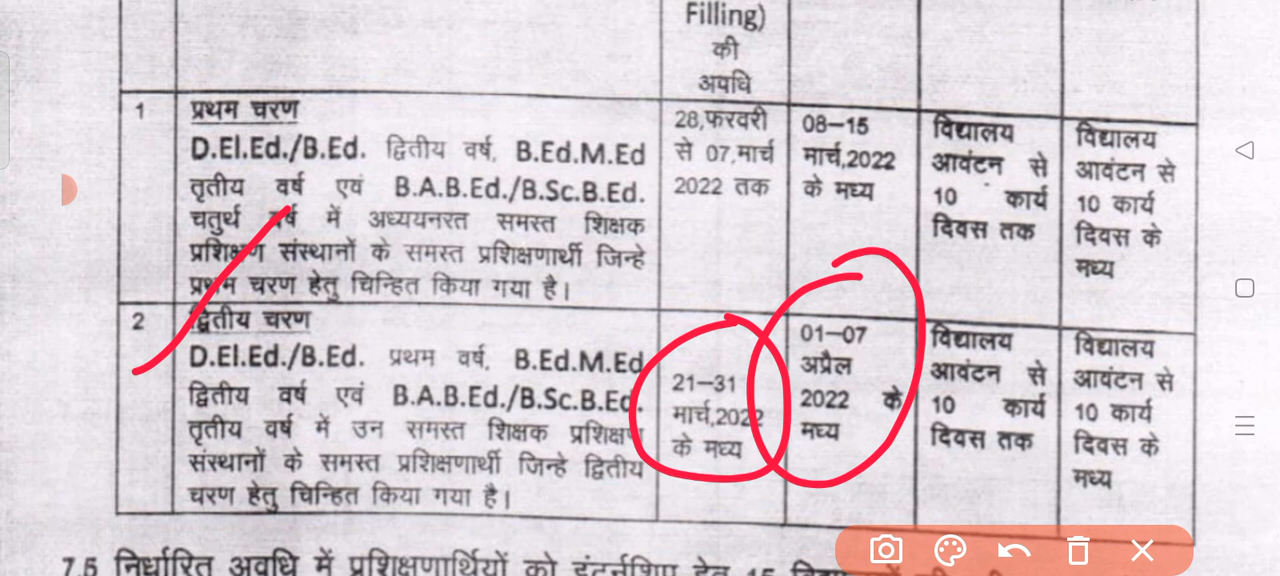 Filling)
की
अवधि
1
प्रथम चरण
D.El.Ed./B.Ed. द्वितीय वर्ष, B.Ed.M.Ed
तृतीय वर्ष एवं B.A.B.Ed./B.Sc.B.Ed.
चतुर्थ वर्ष में अध्ययनरत समस्त शिक्षक
प्रशिक्षण संस्थानों के समस्त प्रशिक्षणार्थी जिन्हे
प्रथम चरण हेतु चिन्हित किया गया है।
28,फरवरी
से 07,मार्च
2022 तक
08–15
मार्च,2022
के मध्य
विद्यालय
आवंटन से
10 कार्य
दिवस तक
विद्यालय
आवंटन से
10 कार्य
दिवस के
मध्य
2
द्वितीय चरण
D.El.Ed./B.Ed. प्रथम वर्ष, B.Ed.M.Ed
द्वितीय वर्ष एवं B.A.B.Ed./B.Sc.B.Ed.
तृतीय वर्ष में उन समस्त शिक्षक प्रशिक्षण
संस्थानों के समस्त प्रशिक्षणार्थी जिन्हे द्वितीय
चरण हेतु चिन्हित किया गया है।
21–31
मार्च,2022
के मध्य
01–07
अप्रैल
2022 के
मध्य
विद्यालय
आवंटन से
10 कार्य
दिवस तक
विद्यालय
आवंटन से
10 कार्य
दिवस के
मध्य
7.5 निर्धारित अवधि में प्रशिक्षणार्थियों को इंटर्नशिप हेतु 15